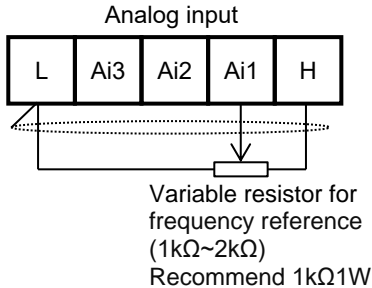 Analog input
L Ai3 Ai2 Ai1 H
Variable resistor for
frequency reference
(1kΩ~2kΩ)
Recommend 1kΩ1W